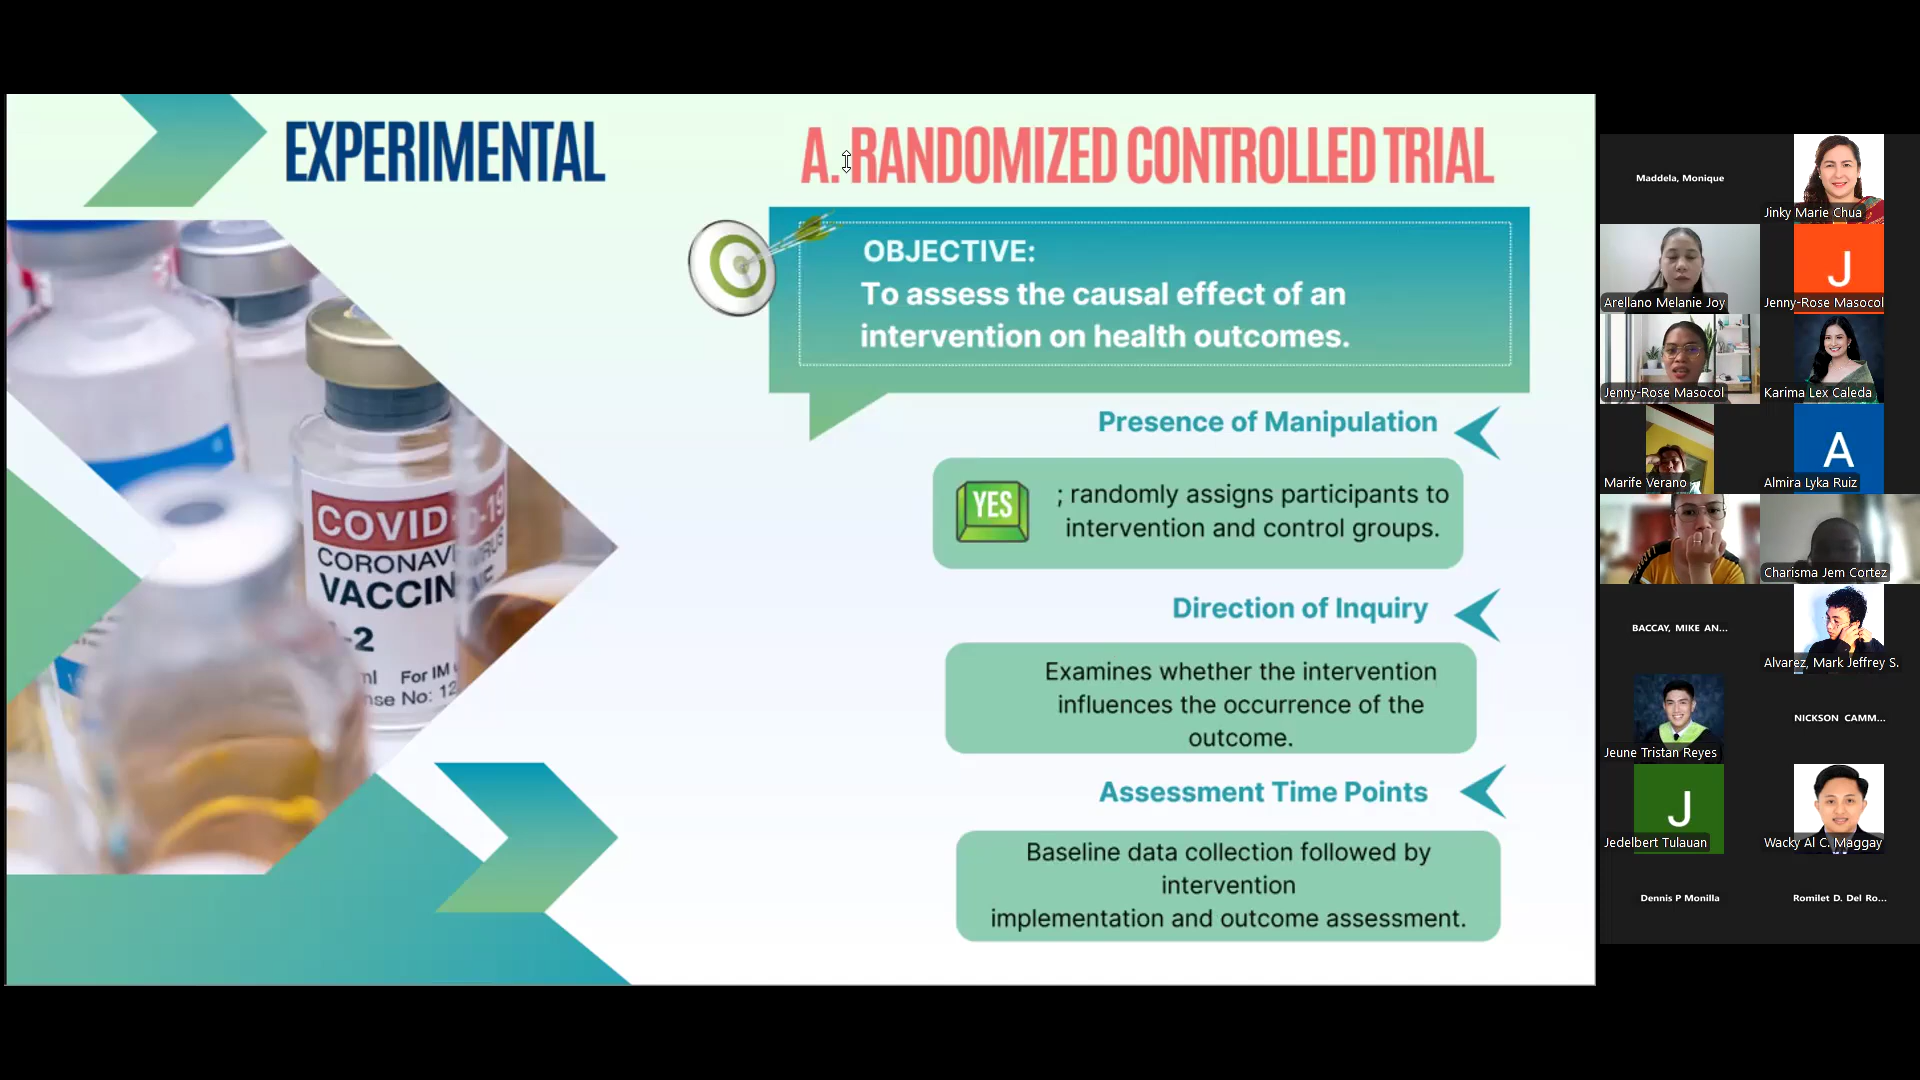 EXPERIMENTAL
A. RANDOMIZED CONTROLLED TRIAL
OBJECTIVE:
To assess the causal effect of an
intervention on health outcomes.
Presence of Manipulation
YES
; randomly assigns participants to
intervention and control groups.
Direction of Inquiry
Examines whether the intervention
influences the occurrence of the
outcome.
Assessment Time Points
Baseline data collection followed by
intervention
implementation and outcome assessment.
COVID
C-19
CORONAV
VACCIN
-2
ml For IM
nse No: 12
Maddela, Monique
Jinky Marie Chua
Arellano Melanie Joy
J
Jenny-Rose Masocol
Jenny-Rose Masocol
Karima Lex Caleda
Marife Verano
A
Almira Lyka Ruiz
Charisma Jem Cortez
BACCAY, MIKE AN...
Alvarez, Mark Jeffrey S.
Jeune Tristan Reyes
NICKSON CAMM...
J
Jedelbert Tulauan
Wacky Al C. Maggay
Dennis P Monilla
Romilet D. Del Ro...